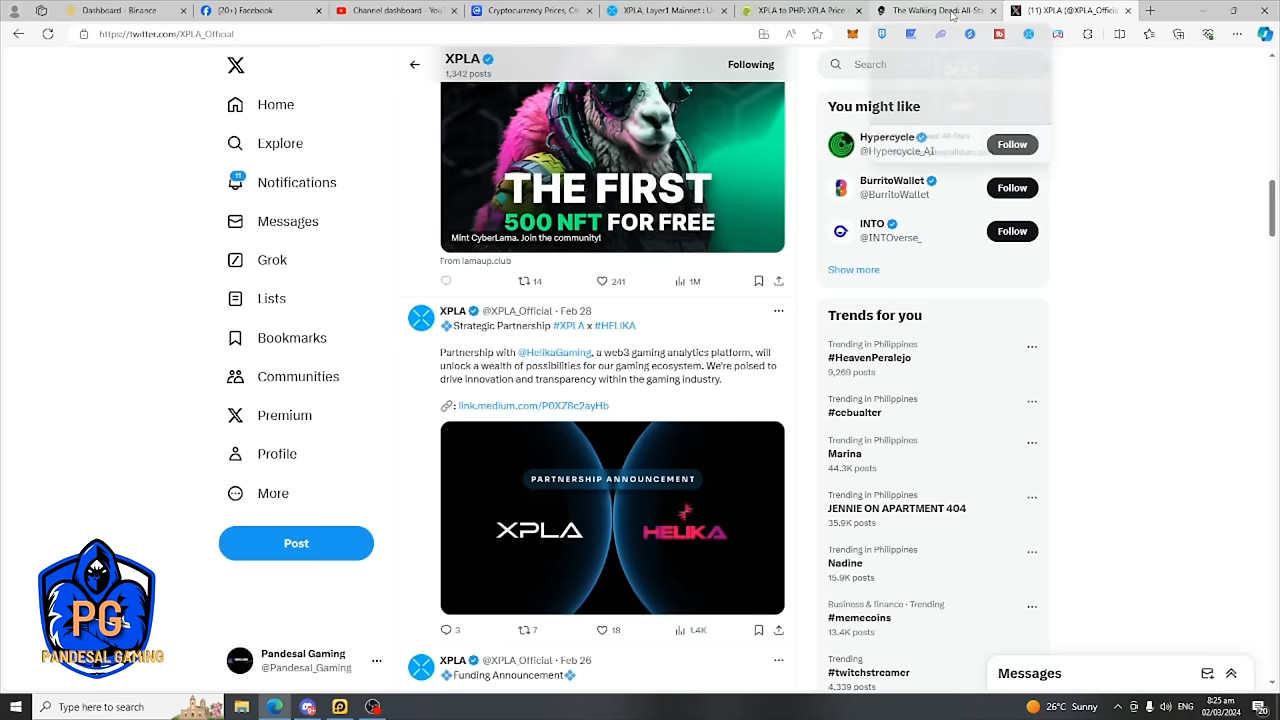 Dashboard - Binance
(20+) Facebook
Channel dashboard - You
Cryptocurrency Prices, Ch
XPLA, Layer1 Mainnet : U
XPLA to PHP: XPLA Price
The Walking Dead: All-Sta
(11) XPLA (@XPLA_Officia
https://twitter.com/XPLA_Official
XPLA
1,342 posts
Following
Search
Home
Explore
11
Notifications
Messages
Grok
Lists
Bookmarks
Communities
Premium
Profile
More
Post
Pandesal Gaming
@Pandesal_Gaming
THE FIRST
500 NFT FOR FREE
Mint CyberLama. Join the community!
From lamaup.club
14
241
1M
XPLA @XPLA_Official · Feb 28
Strategic Partnership #XPLA x #HELIKA
Partnership with @HelikaGaming, a web3 gaming analytics platform, will
unlock a wealth of possibilities for our gaming ecosystem. We're poised to
drive innovation and transparency within the gaming industry.
: link.medium.com/P0XZ8c2ayHb
PARTNERSHIP ANNOUNCEMENT
XPLA
HELIKA
3
7
18
1.4K
XPLA @XPLA_Official · Feb 26
Funding Announcement
You might like
Hypercycle
@Hypercycle_AI
Follow
BurritoWallet
@BurritoWallet
Follow
INTO
@INTOverse_
Follow
Show more
Trends for you
Trending in Philippines
#HeavenPeralejo
9,269 posts
Trending in Philippines
#cebualter
Trending in Philippines
Marina
44.3K posts
Trending in Philippines
JENNIE ON APARTMENT 404
35.9K posts
Trending in Philippines
Nadine
15.9K posts
Business & finance · Trending
#memecoins
13.4K posts
Trending
#twitchstreamer
4,339 posts
Messages
PG
PANDESAL GAMING
Type here to search
26°C Sunny
ENG
8:25 am
02/03/2024
20